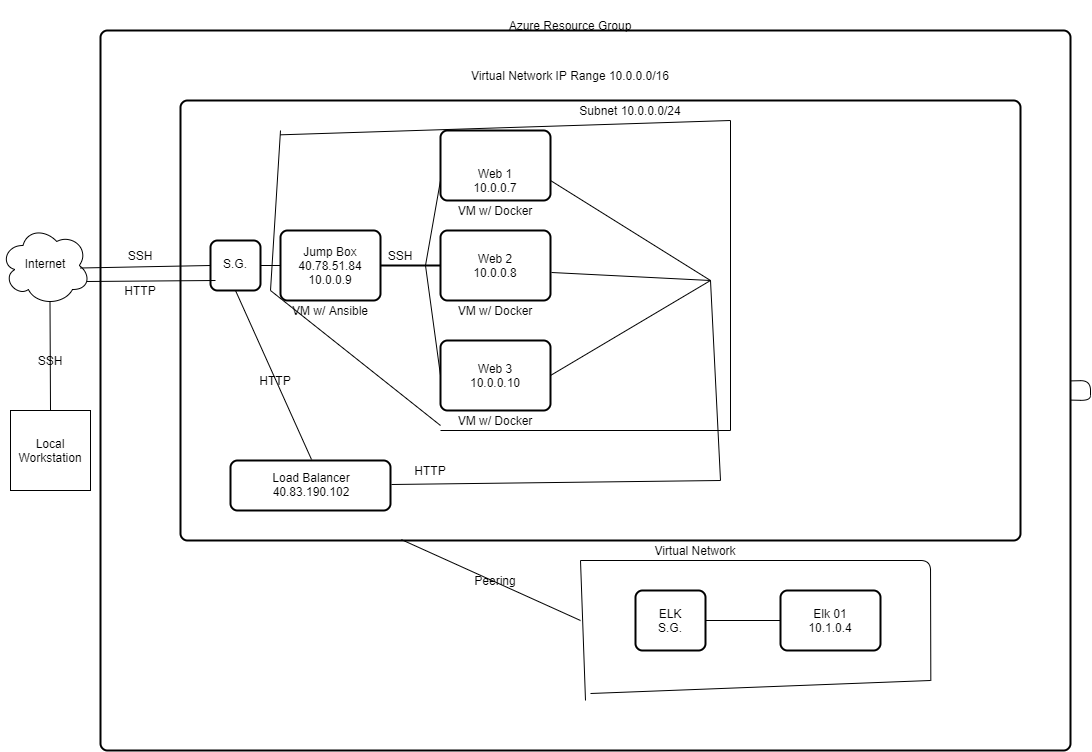 Azure Resource Group
Virtual Network IP Range 10.0.0.0/16
Subnet 10.0.0.0/24
Web 1
10.0.0.7
VM w/ Docker
Internet
SSH
HTTP
S.G.
Jump Box
40.78.51.84
10.0.0.9
VM w/ Ansible
SSH
Web 2
10.0.0.8
VM w/ Docker
SSH
HTTP
Web 3
10.0.0.10
VM w/ Docker
Local
Workstation
Load Balancer
40.83.190.102
HTTP
Virtual Network
Peering
ELK
S.G.
Elk 01
10.1.0.4